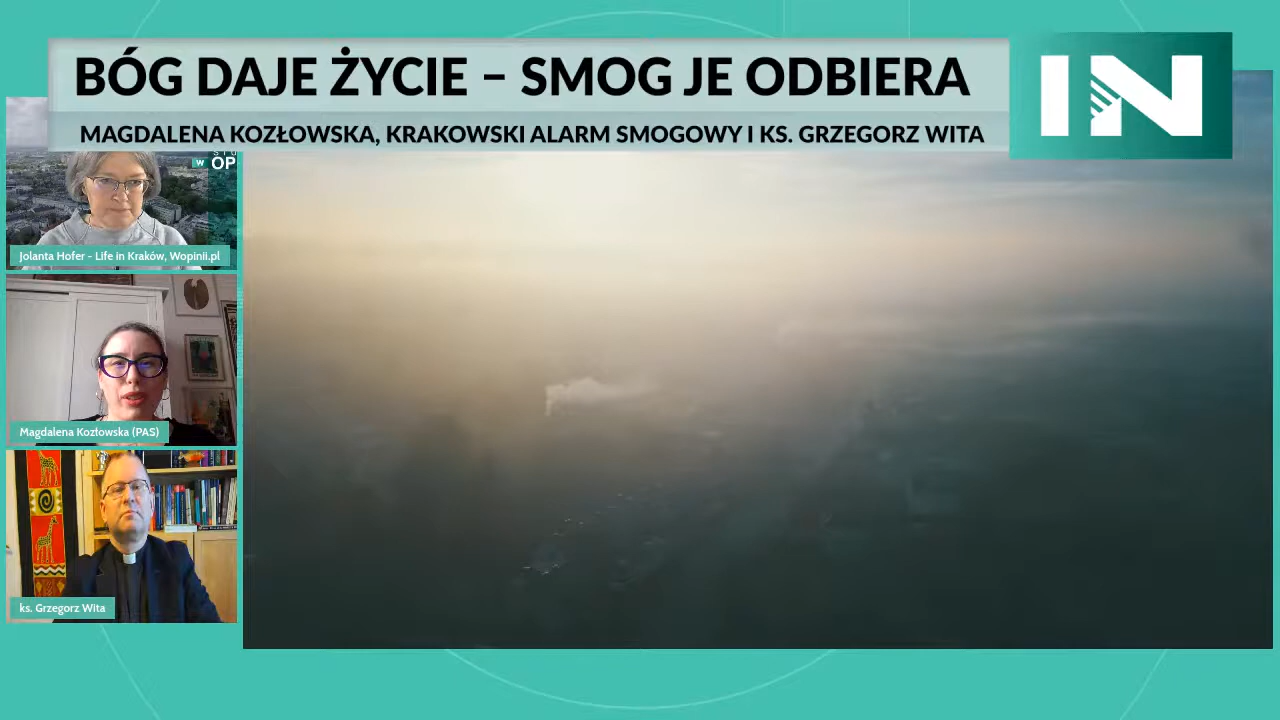 BÓG DAJE ŻYCIE – SMOG JE ODBIERA
MAGDALENA KOZŁOWSKA, KRAKOWSKI ALARM SMOGOWY I KS. GRZEGORZ WITA
IN
w OP
Jolanta Hofer - Life in Kraków, Wopinii.pl
Magdalena Kozłowska (PAS)
ks. Grzegorz Wita